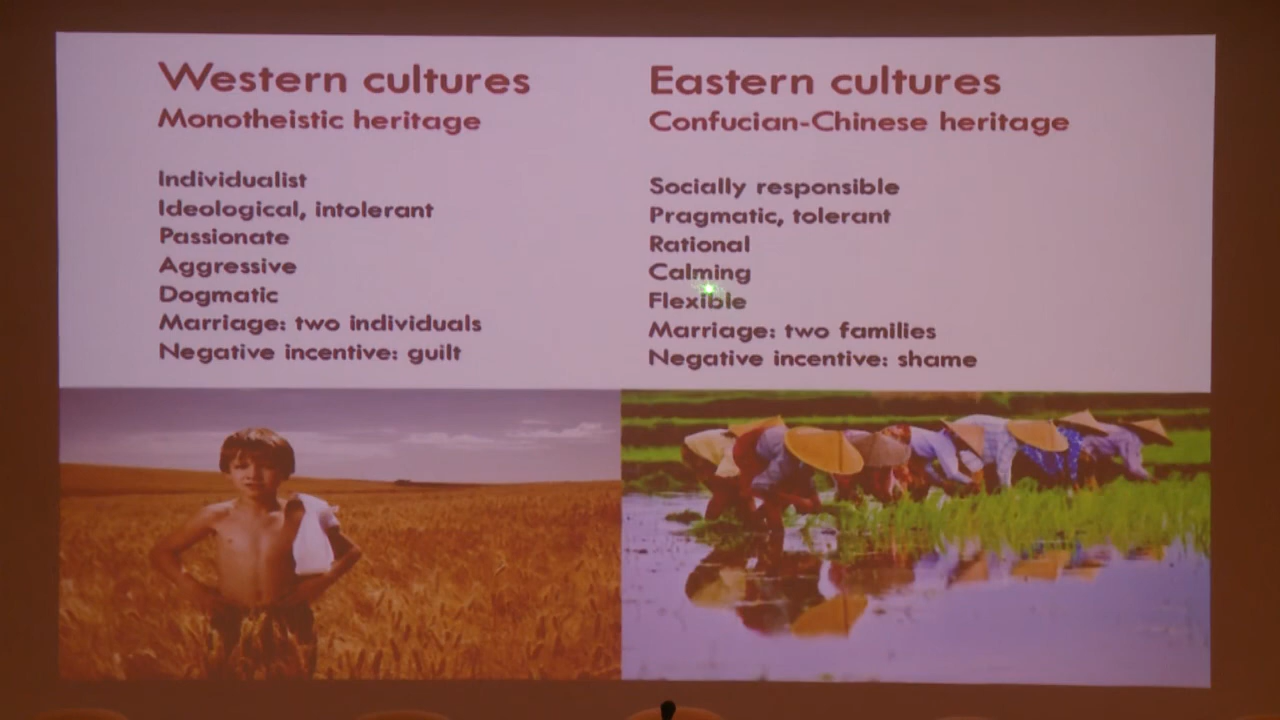 Western cultures
Monotheistic heritage
Individualist
Ideological, intolerant
Passionate
Aggressive
Dogmatic
Marriage: two individuals
Negative incentive: guilt
Eastern cultures
Confucian-Chinese heritage
Socially responsible
Pragmatic, tolerant
Rational
Calming
Flexible
Marriage: two families
Negative incentive: shame